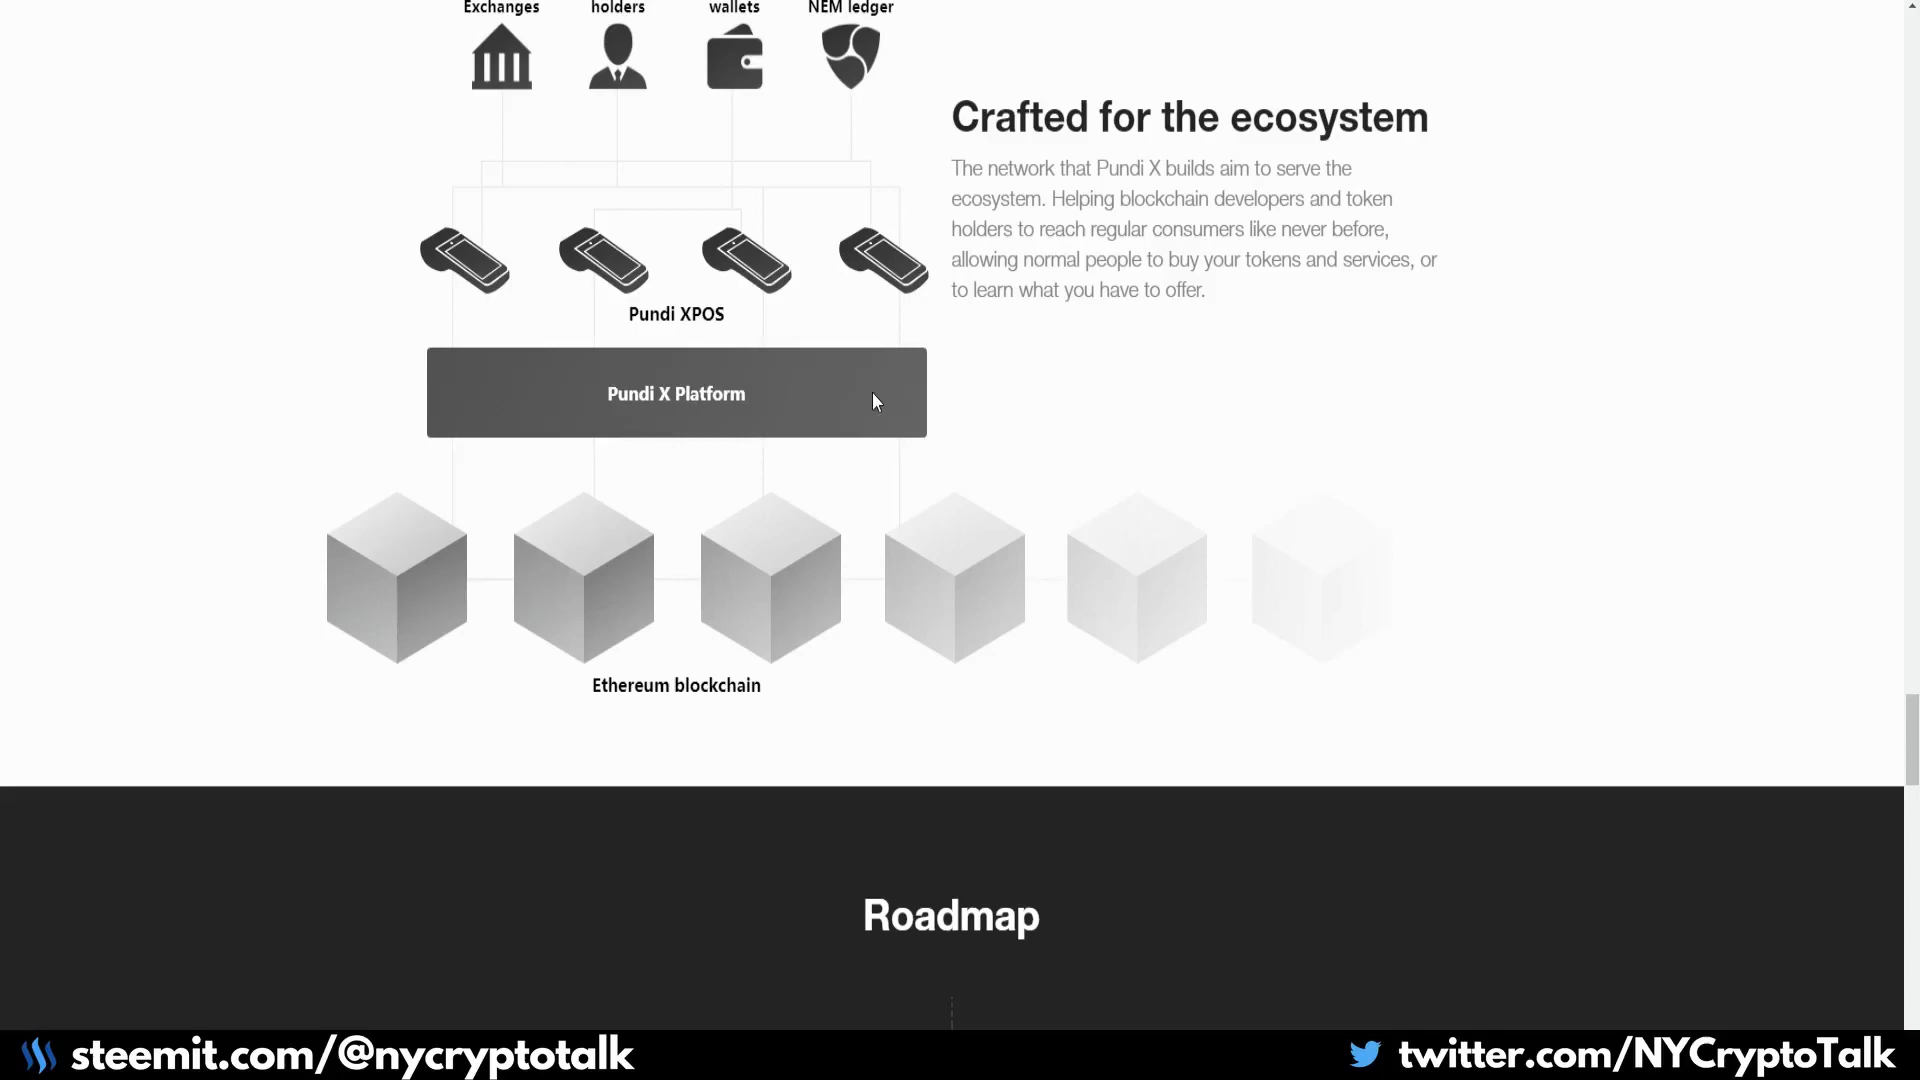 Exchanges holders wallets NEM ledger
Crafted for the ecosystem
The network that Pundi X builds aim to serve the
ecosystem. Helping blockchain developers and token
holders to reach regular consumers like never before,
allowing normal people to buy your tokens and services, or
to learn what you have to offer.
Pundi XPOS
Pundi X Platform
Ethereum blockchain
Roadmap
steemit.com/@nycryptotalk
twitter.com/NYCryptoTalk